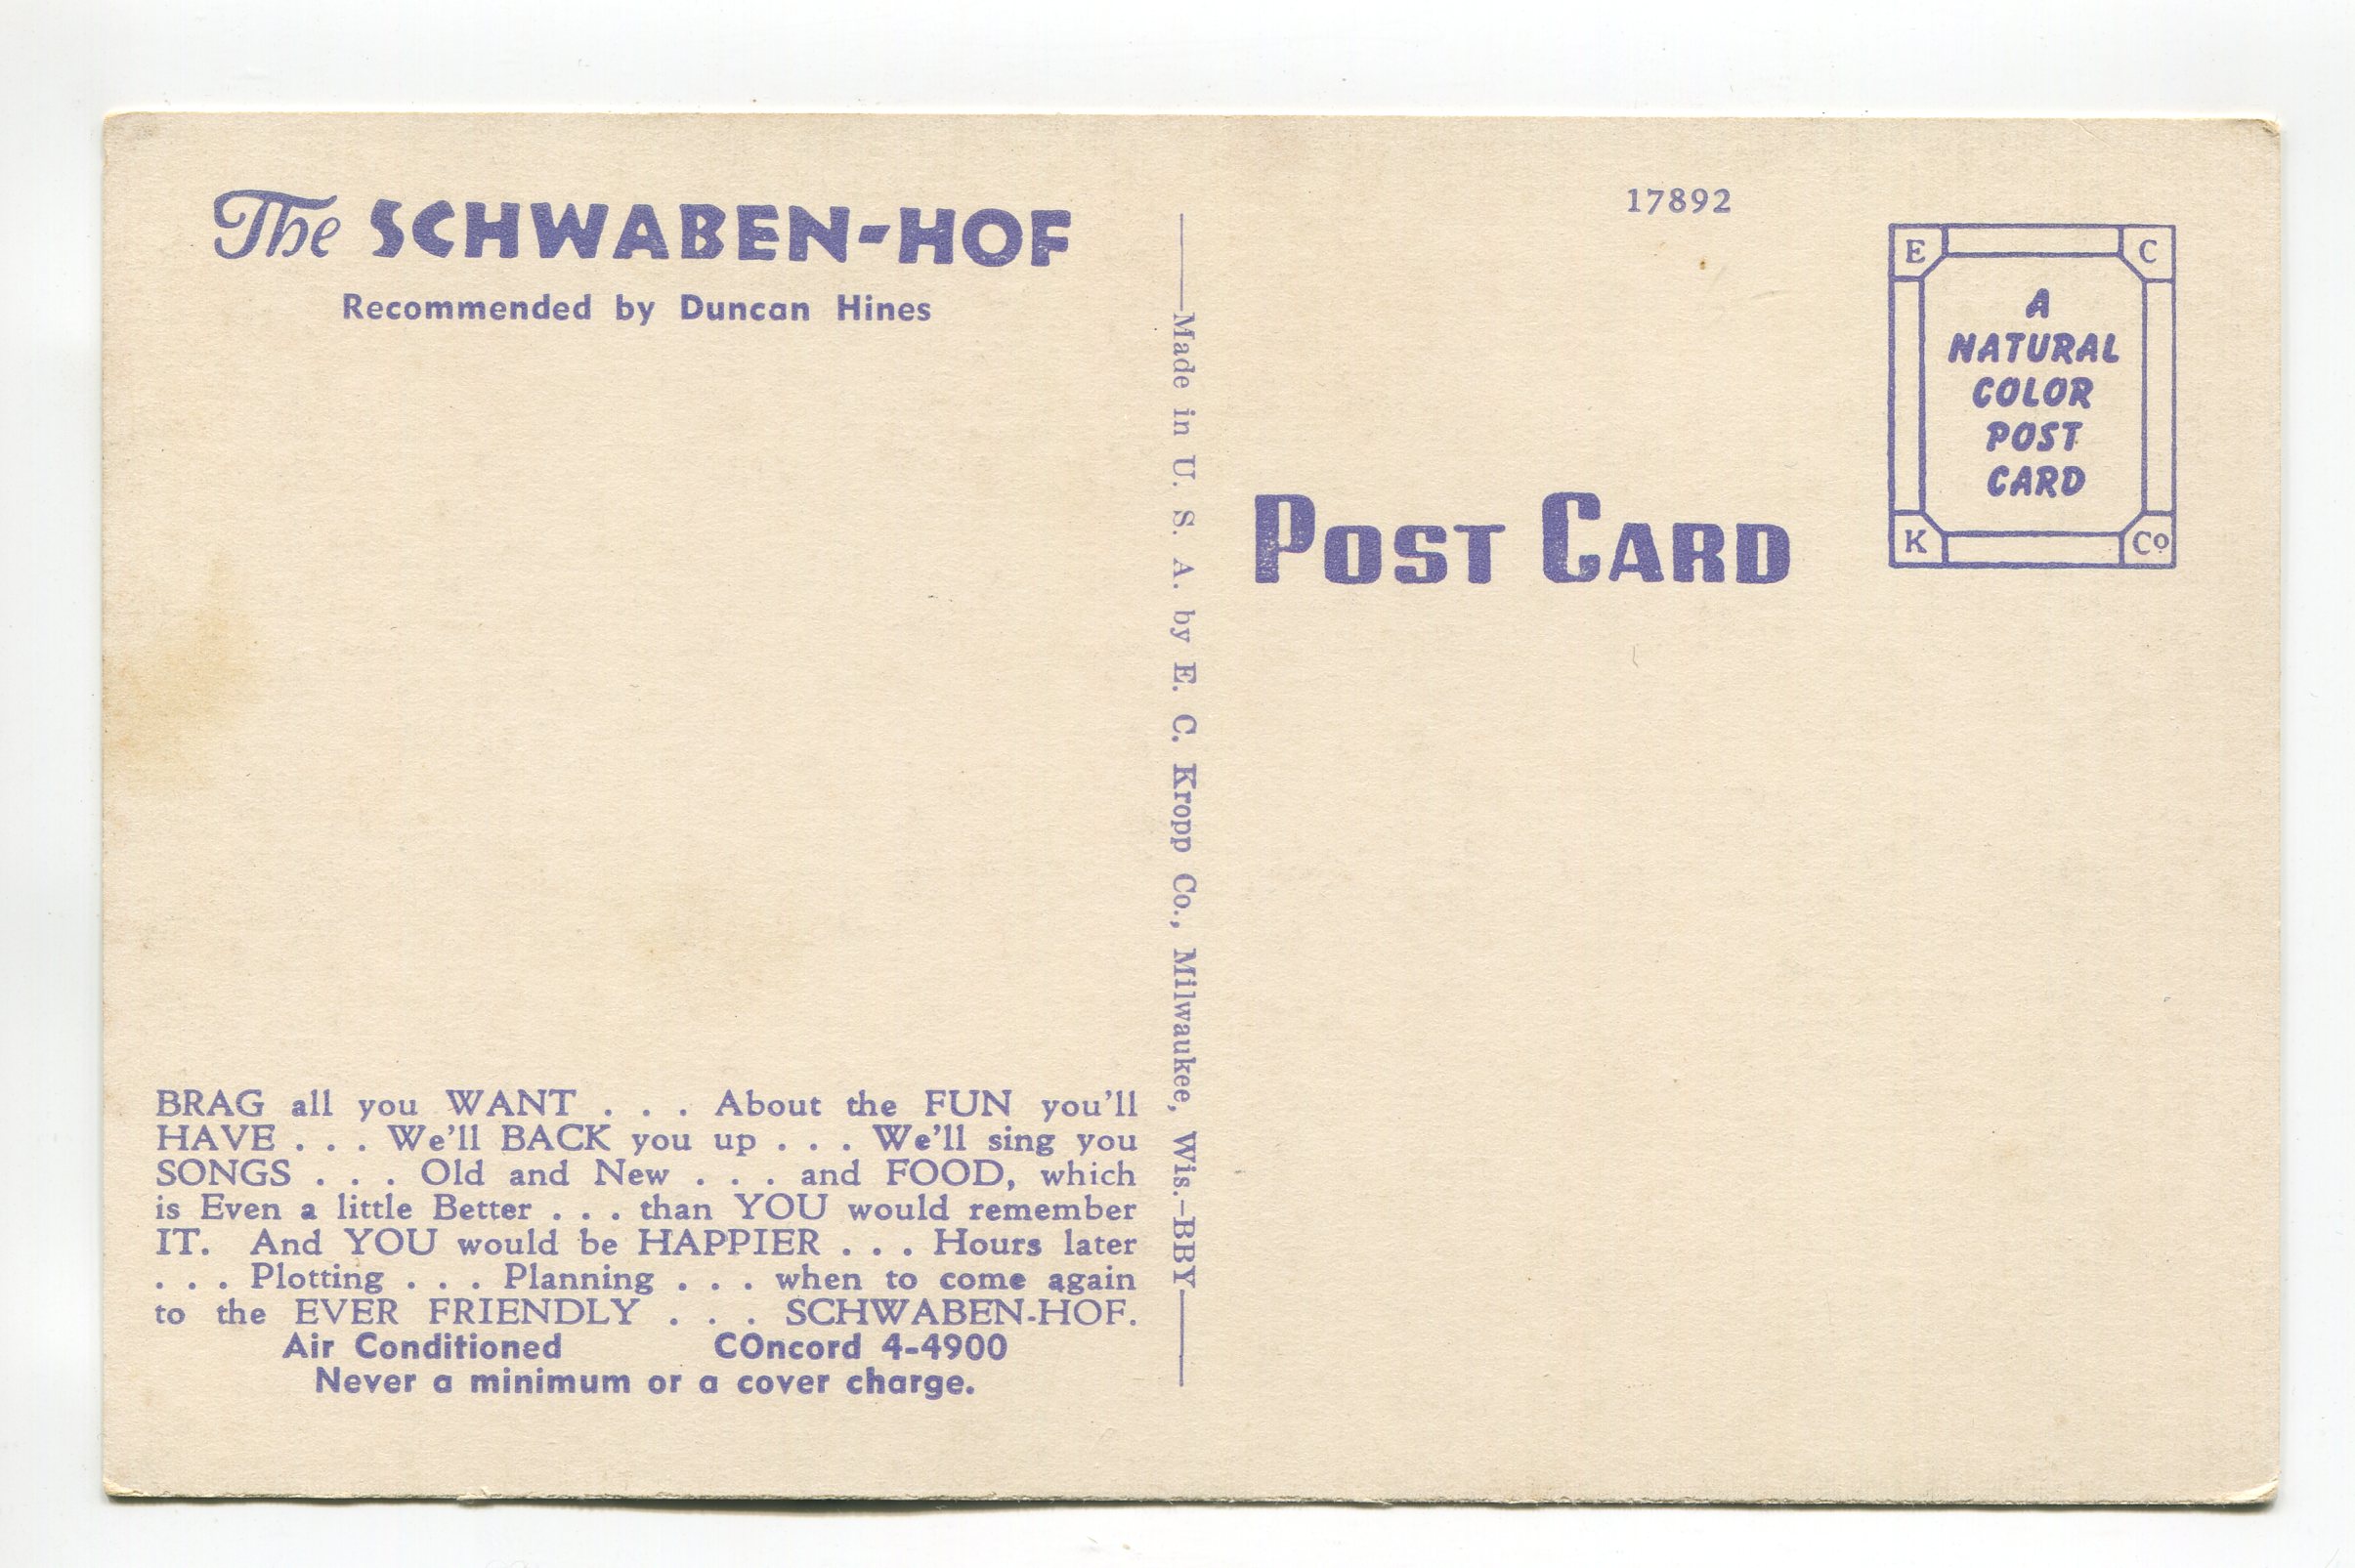 The SCHWABEN-HOF
Recommended by Duncan Hines
BRAG all you WANT . . . About the FUN you'll
HAVE . . . We'll BACK you up . . . We'll sing you
SONGS . . . Old and New . . . and FOOD, which
is Even a little Better . . . than YOU would remember
IT. And YOU would be HAPPIER . . . Hours later
. . . Plotting . . . Planning . . . when to come again
to the EVER FRIENDLY . . . SCHWABEN-HOF.
Air Conditioned COncord 4-4900
Never a minimum or a cover charge.
Made in U. S. A. by E. C. Kropp Co., Milwaukee, Wis.-BBY
17892
POST CARD
E C
A
NATURAL
COLOR
POST
CARD
K Co.